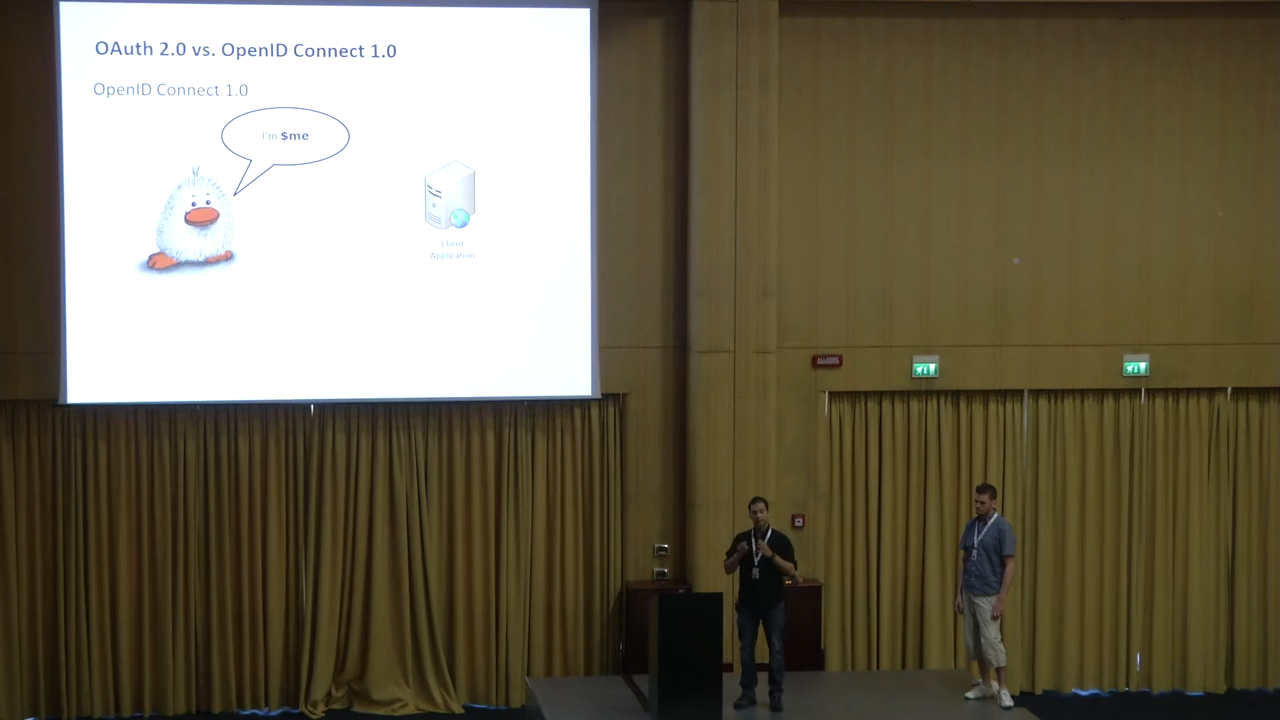 OAuth 2.0 vs. OpenID Connect 1.0
OpenID Connect 1.0
I'm $me
Client
Application